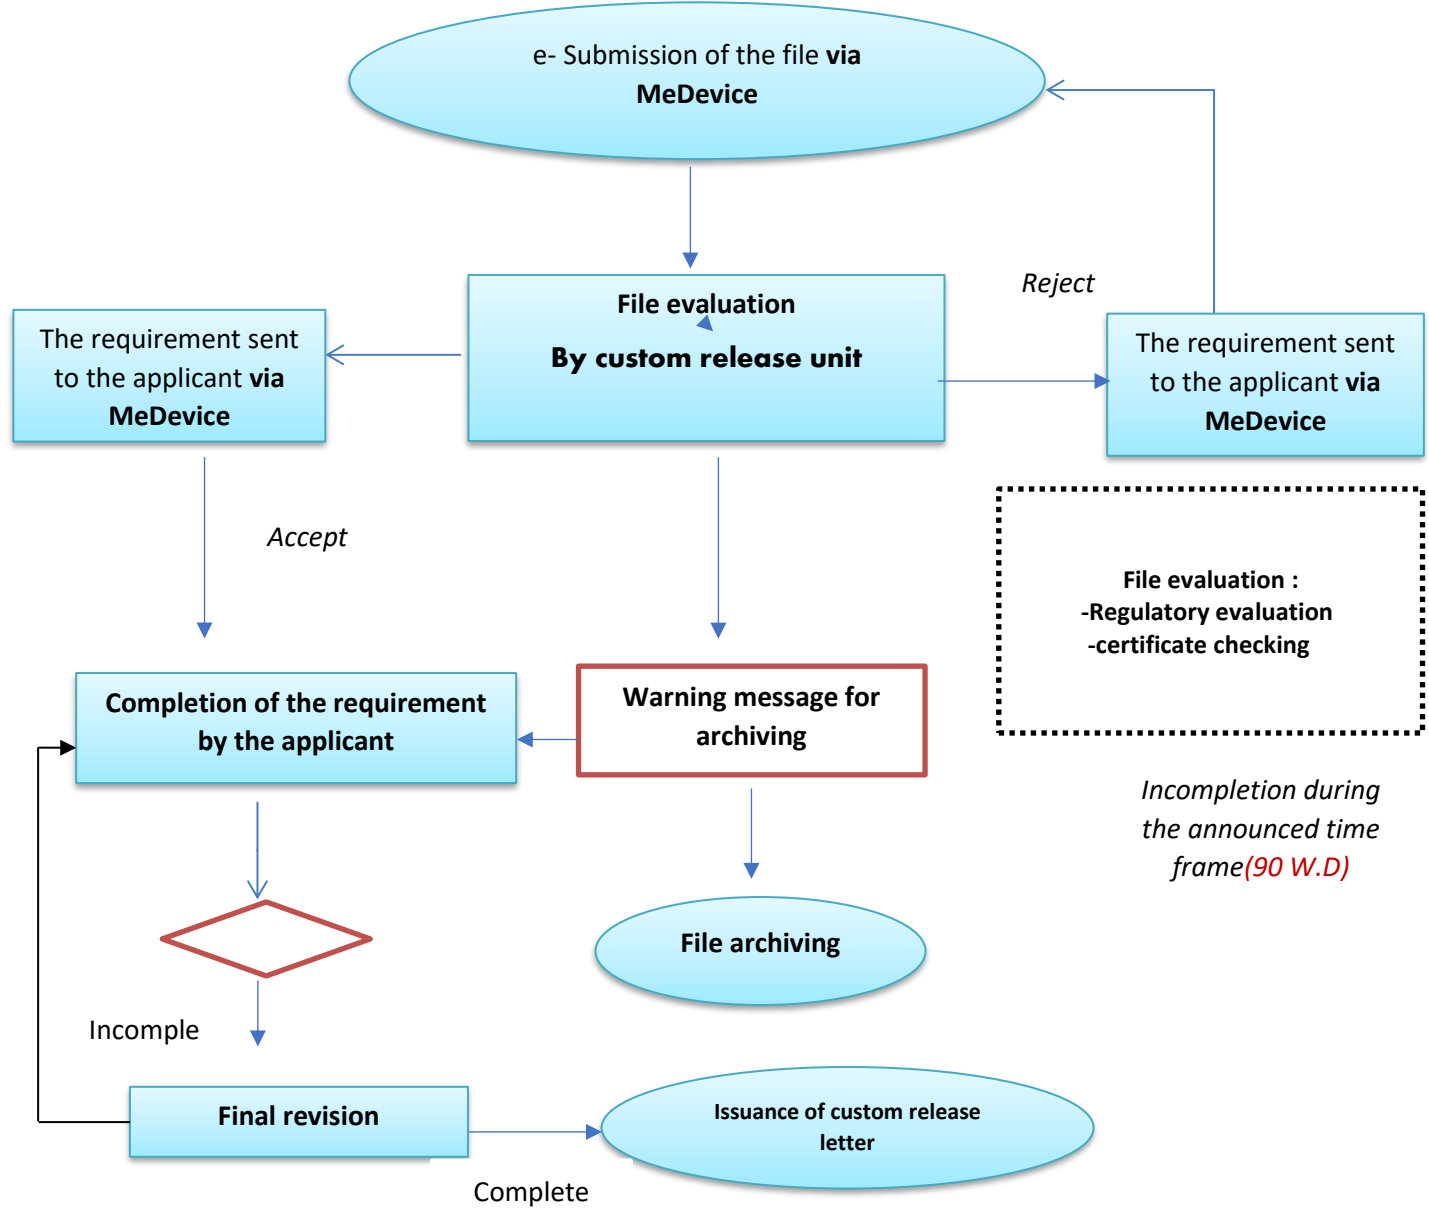 e- Submission of the file via
MeDevice
File evaluation
By custom release unit
Reject
The requirement sent
to the applicant via
MeDevice
The requirement sent
to the applicant via
MeDevice
Accept
File evaluation :
-Regulatory evaluation
-certificate checking
Completion of the requirement
by the applicant
Warning message for
archiving
Incompletion during
the announced time
frame(90 W.D)
File archiving
Incomple
Final revision
Issuance of custom release
letter
Complete